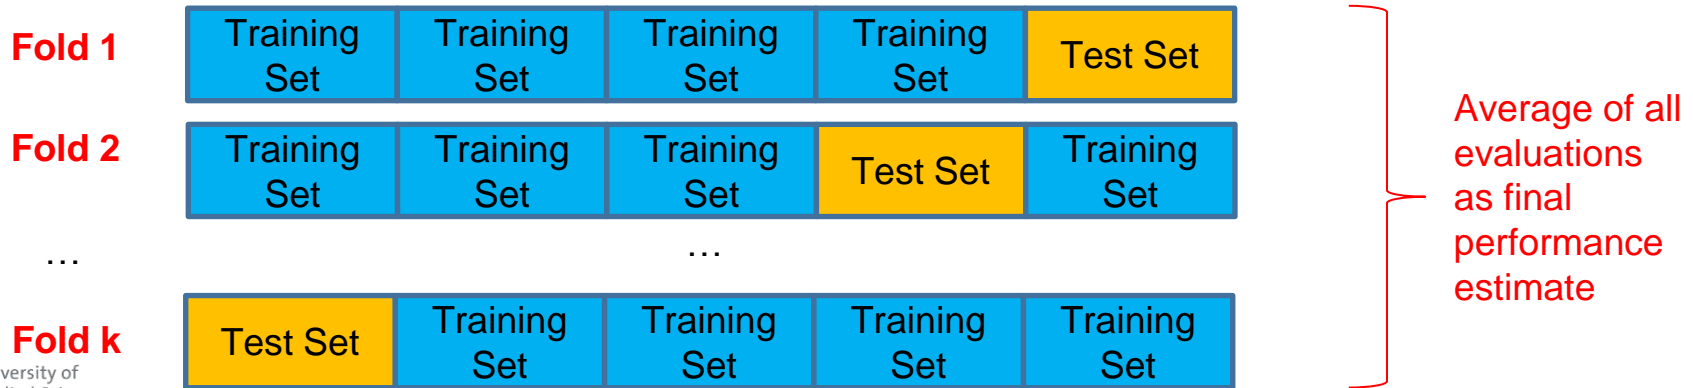 Fold 1
Training Training Training Training Test Set
Set Set Set Set
Fold 2
Training Training Training Test Set Training
Set Set Set Set
… …
Fold k
Test Set Training Training Training Training
Set Set Set Set
Average of all
evaluations
as final
performance
estimate
versity of